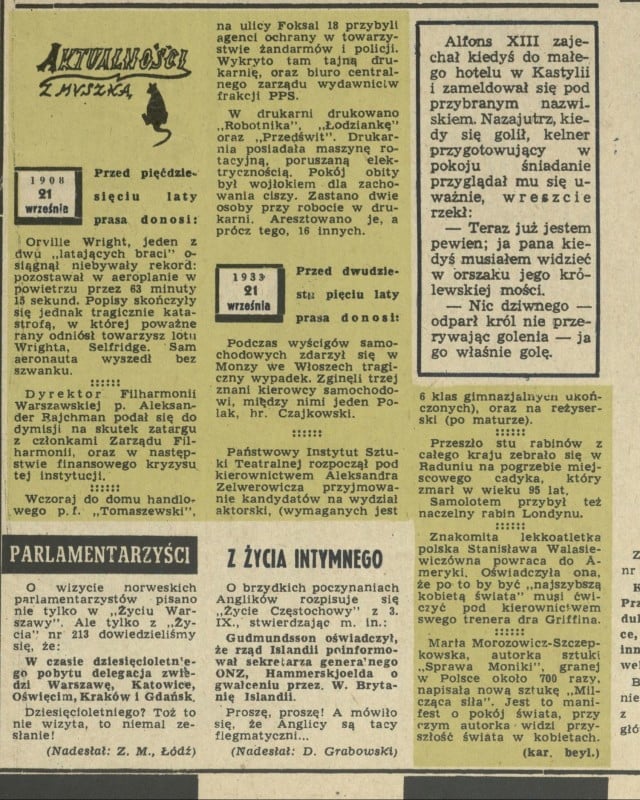 AKTUALNOŚCI
Z MYSZKĄ
1908
21
września
Przed pięćdzie-
sięciu laty
prasa donosi:
Orville Wright, jeden z
dwu „latających braci” o-
siągnął niebywały rekord:
pozostawał w aeroplanie w
powietrzu przez 63 minuty
15 sekund. Popisy skończyły
się jednak tragicznie kata-
strofą, w której poważne
rany odniósł towarzysz lotu
Wrighta, Selfridge. Sam
aeronauta wyszedł bez
szwanku.
::::::
Dyrektor Filharmonii
Warszawskiej p. Aleksan-
der Rajchman podał się do
dymisji na skutek zatargu
z członkami Zarządu Fil-
harmonii, oraz w następ-
stwie finansowego kryzysu
tej instytucji.
::::::
Wczoraj do domu handlo-
wego p.f. „Tomaszewski”,
na ulicy Foksal 18 przybyli
agenci ochrany w towarzy-
stwie żandarmów i policji.
Wykryto tam tajną dru-
karnię, oraz biuro central-
nego zarządu wydawnictw
frakcji PPS.
W drukarni drukowano
„Robotnika”, „Łodziankę”
oraz „Przedświt”. Drukar-
nia posiadała maszynę ro-
tacyjną, poruszaną elek-
trycznością. Pokój obity
był wojłokiem dla zacho-
wania ciszy. Zastano dwie
osoby przy robocie w dru-
karni. Aresztowano je, a
prócz tego, 16 innych.
1933
21
września
Przed dwudzie-
stu pięciu laty
prasa donosi:
Podczas wyścigów samo-
chodowych zdarzył się w
Monzy we Włoszech tragi-
czny wypadek. Zginęli trzej
znani kierowcy samochodo-
wi, między nimi jeden Po-
lak, hr. Czajkowski.
::::::
Państwowy Instytut Sztu-
ki Teatralnej rozpoczął pod
kierownictwem Aleksandra
Zelwerowicza przyjmowa-
nie kandydatów na wydział
aktorski, (wymaganych jest
Alfons XIII zaje-
chał kiedyś do małe-
go hotelu w Kastylii
i zameldował się pod
przybranym nazwi-
skiem. Nazajutrz, kie-
dy się golił, kelner
przygotowujący w
pokoju śniadanie
przyglądał mu się u-
ważnie, wreszcie
rzekł:
— Teraz już jestem
pewien; ja pana kie-
dyś musiałem widzieć
w orszaku jego kró-
lewskiej mości.
— Nic dziwnego —
odparł król nie prze-
rywając golenia — ja
go właśnie golę.
6 klas gimnazjalnych ukoń-
czonych), oraz na reżyser-
ski (po maturze).
::::::
Przeszło stu rabinów z
całego kraju zebrało się w
Raduniu na pogrzebie miej-
scowego cadyka, który
zmarł w wieku 95 lat.
Samolotem przybył też
naczelny rabin Londynu.
::::::
Znakomita lekkoatletka
polska Stanisława Walasie-
wiczówna powraca do A-
meryki. Oświadczyła ona,
że po to by być „najszybszą
kobietą świata” musi ćwi-
czyć pod kierownictwem
swego trenera dra Griffina.
::::::
Marta Morozowicz-Szczep-
kowska, autorka sztuki
„Sprawa Moniki”, granej
w Polsce około 700 razy,
napisała nową sztukę „Mil-
cząca siła”. Jest to mani-
fest o pokój świata, przy
czym autorka widzi przy-
szłość świata w kobietach.
(kar. beyl.)
PARLAMENTARZYŚCI
O wizycie norweskich
parlamentarzystów pisano
nie tylko w „Życiu War-
szawy”. Ale tylko z „Ży-
cia” nr 213 dowiedzieliśmy
się, że:
W czasie dziesięcioletn'e-
go pobytu delegacja zwie-
dzi Warszawę, Katowice,
Oświęcim, Kraków i Gdańsk.
Dziesięcioletniego? Toż to
nie wizyta, to niemal ze-
słanie!
(Nadesłał: Z. M., Łódź)
Z ŻYCIA INTYMNEGO
O brzydkich poczynaniach
Anglików rozpisuje się
„Życie Częstochowy” z 3.
IX., stwierdzając m. in.:
Gudmundsson oświadczył,
że rząd Islandii poinformo-
wał sekretarza genera'nego
ONZ, Hammerskjoelda o
gwałceniu przez. W. Bryta-
nię Islandii.
Proszę, proszę! A mówiło
się, że Anglicy są tacy
flegmatyczni...
(Nadesłał: D. Grabowski)